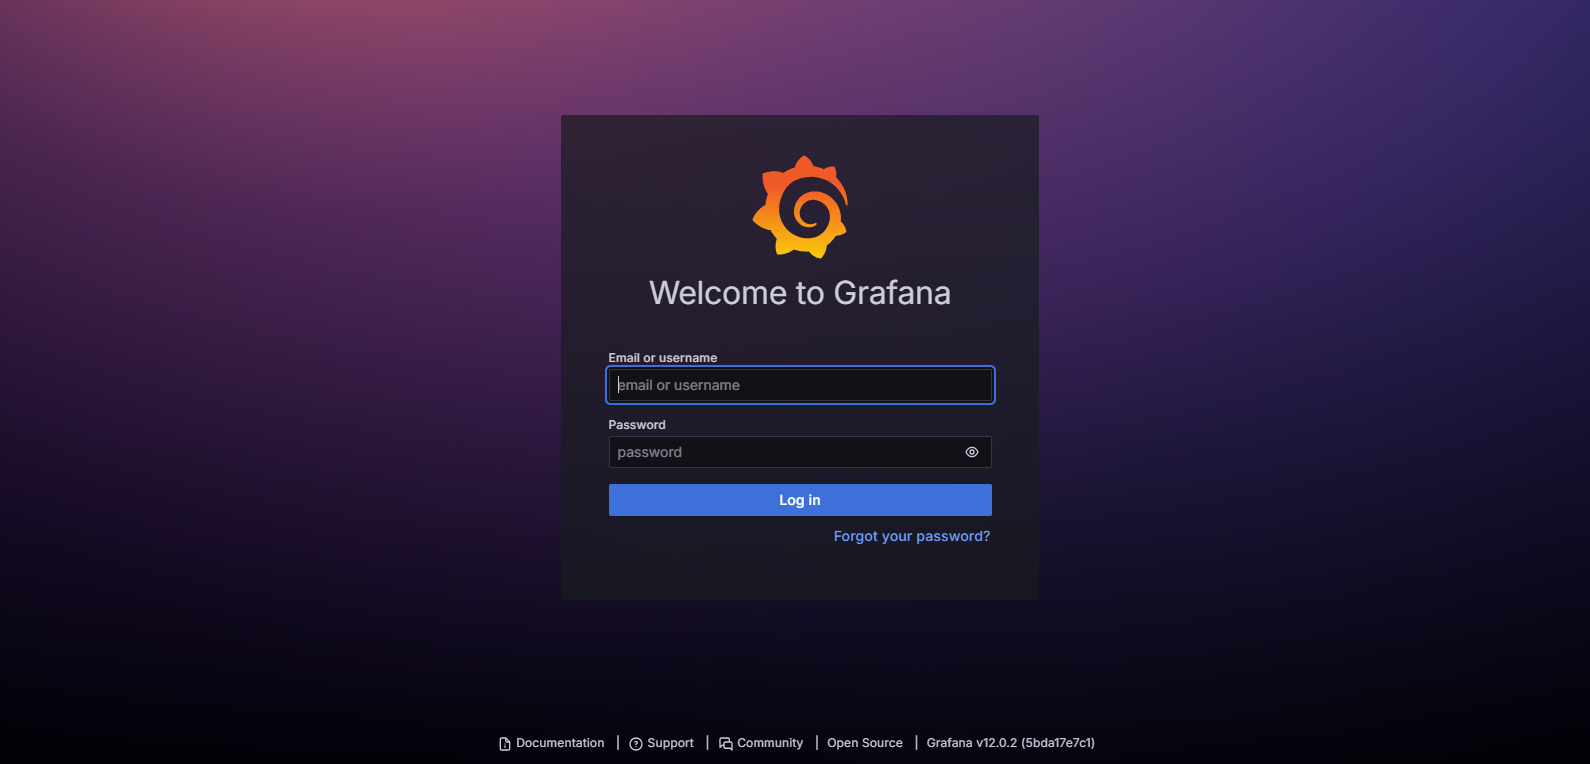 Welcome to Grafana
Email or username
email or username
Password
password
Log in
Forgot your password?
Documentation | Support | Community | Open Source | Grafana v12.0.2 (5bda17e7c1)